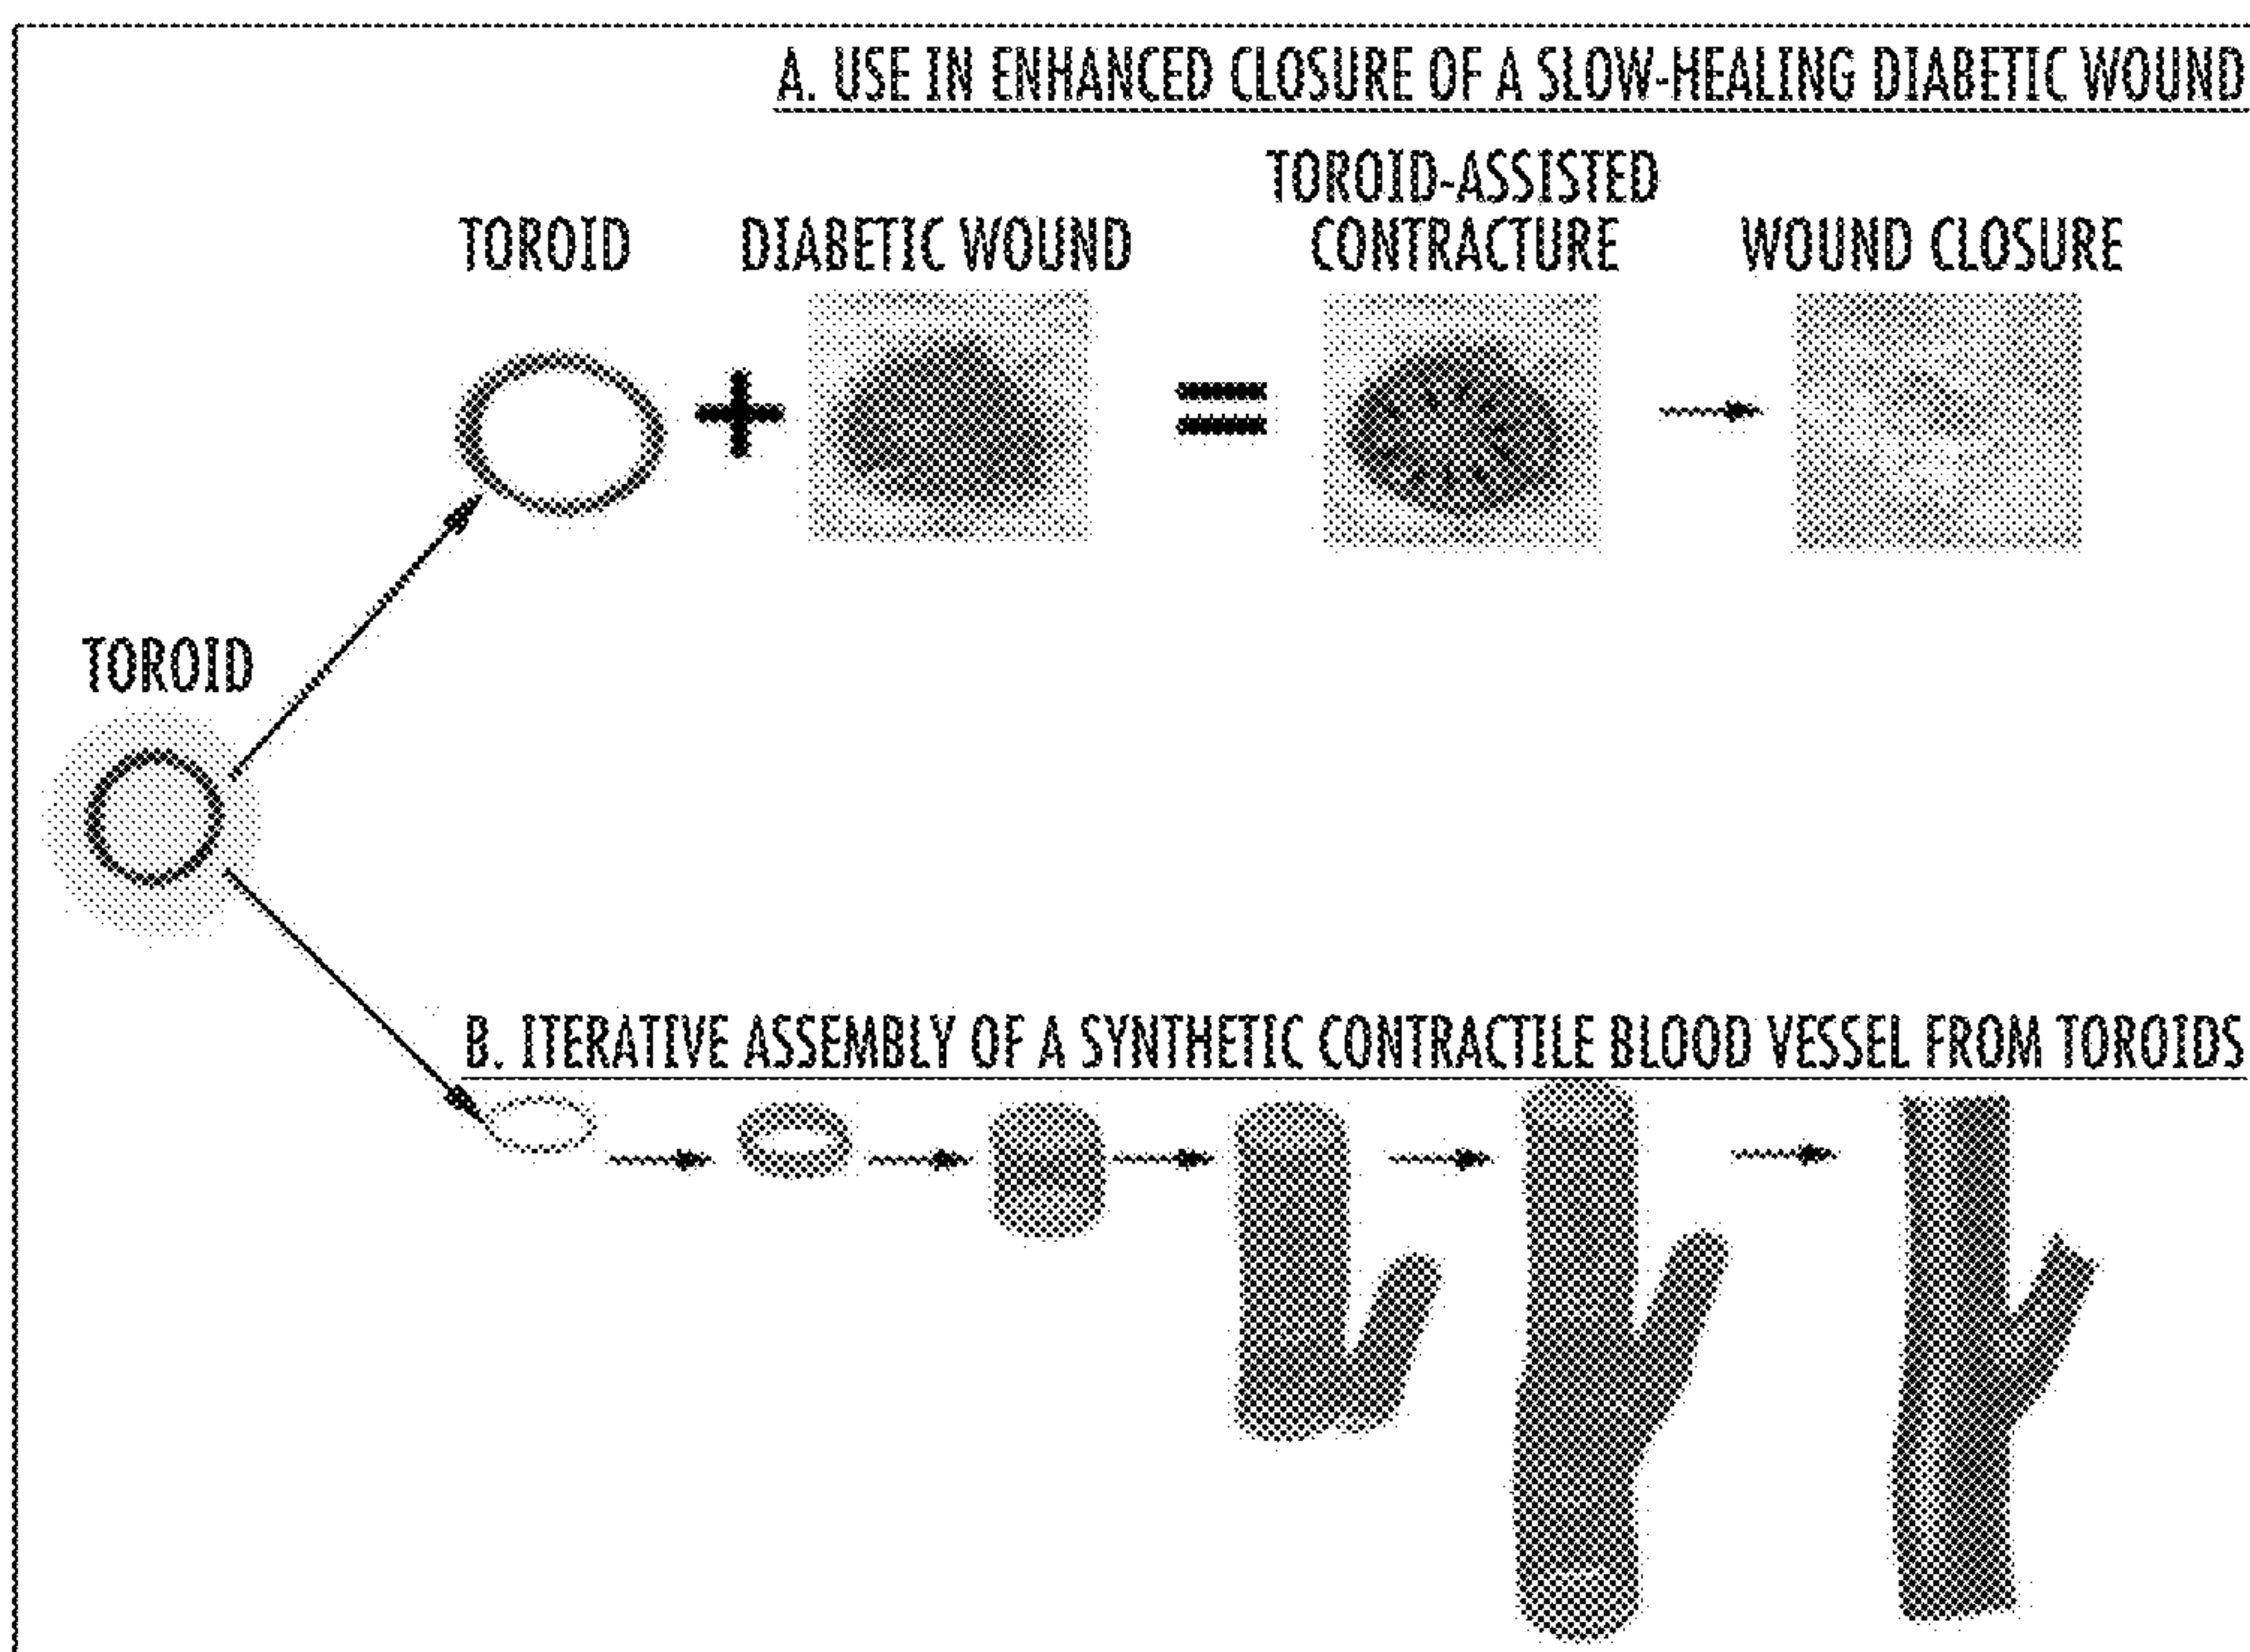 A. USE IN ENHANCED CLOSURE OF A SLOW-HEALING DIABETIC WOUND
TOROID
DIABETIC WOUND
TOROID-ASSISTED
CONTRACTURE
WOUND CLOSURE
+
=
TOROID
B. ITERATIVE ASSEMBLY OF A SYNTHETIC CONTRACTILE BLOOD VESSEL FROM TOROIDS